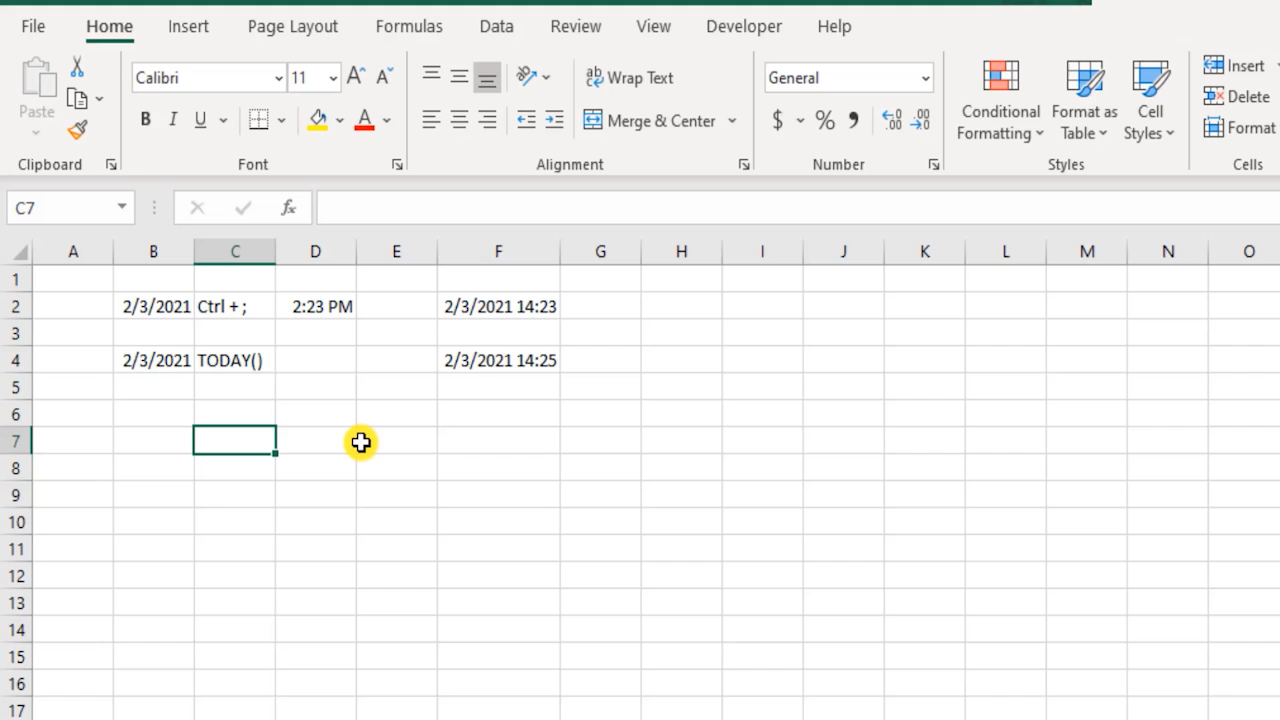 File Home Insert Page Layout Formulas Data Review View Developer Help
Calibri 11 Wrap Text General Insert
Paste Conditional Format as Cell Delete
B I U Merge & Center $ % Formatting Table Styles Format
Clipboard Font Alignment Number Styles Cells
C7 fx
A B C D E F G H I J K L M N O
1
2 2/3/2021 Ctrl + ; 2:23 PM 2/3/2021 14:23
3
4 2/3/2021 TODAY() 2/3/2021 14:25
5
6
7
8
9
10
11
12
13
14
15
16
17